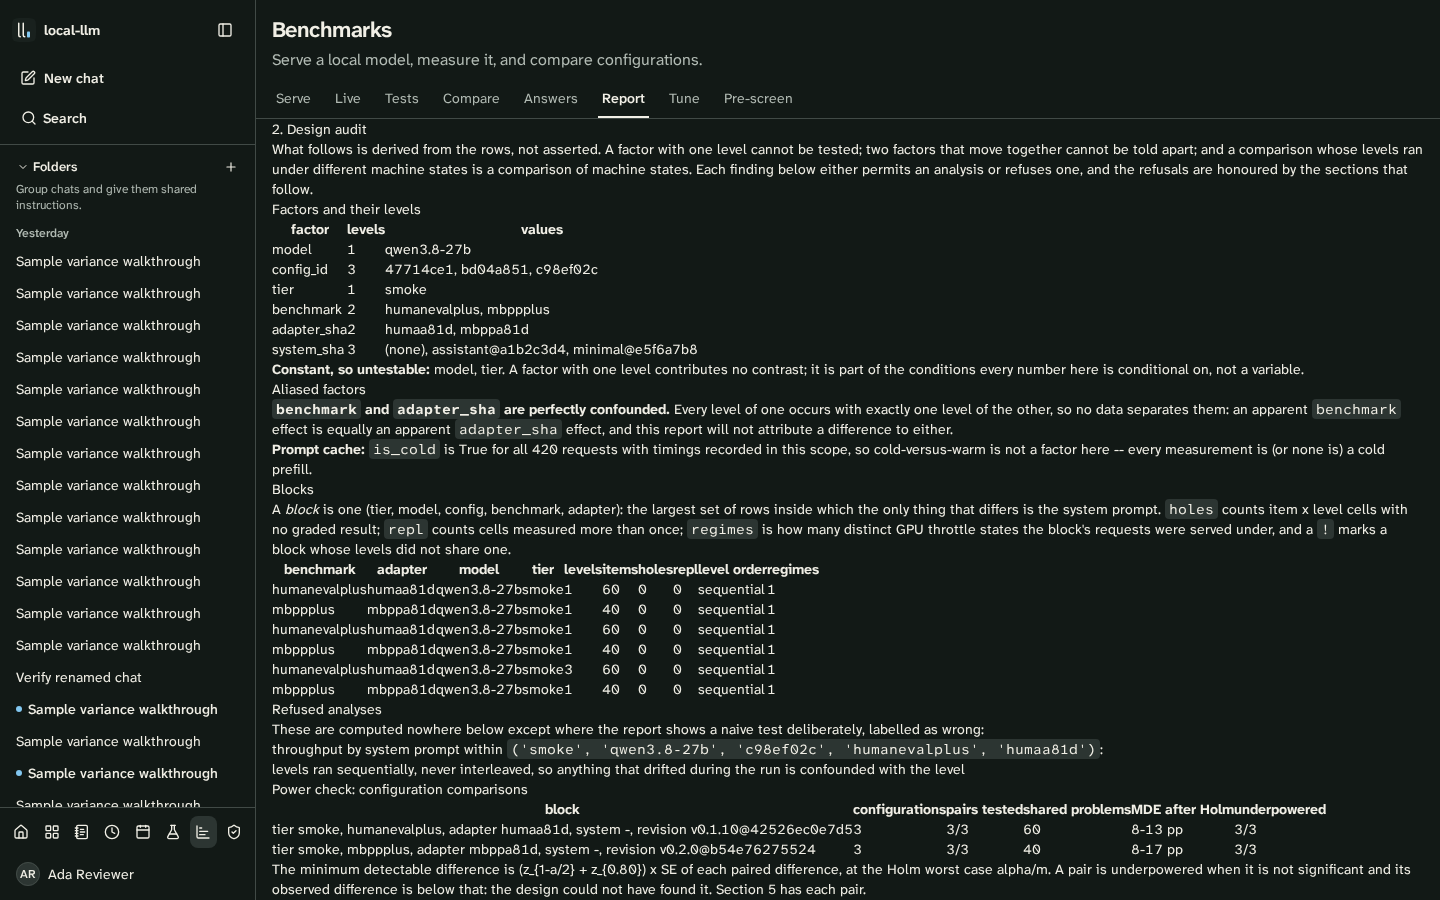 local-llm
New chat
Search
Folders
Group chats and give them shared
instructions.
Yesterday
Sample variance walkthrough
Sample variance walkthrough
Sample variance walkthrough
Sample variance walkthrough
Sample variance walkthrough
Sample variance walkthrough
Sample variance walkthrough
Sample variance walkthrough
Sample variance walkthrough
Sample variance walkthrough
Sample variance walkthrough
Sample variance walkthrough
Sample variance walkthrough
Verify renamed chat
Sample variance walkthrough
Sample variance walkthrough
Sample variance walkthrough
Sample variance walkthrough
AR Ada Reviewer
Benchmarks
Serve a local model, measure it, and compare configurations.
Serve Live Tests Compare Answers Report Tune Pre-screen
2. Design audit
What follows is derived from the rows, not asserted. A factor with one level cannot be tested; two factors that move together cannot be told apart; and a comparison whose levels ran
under different machine states is a comparison of machine states. Each finding below either permits an analysis or refuses one, and the refusals are honoured by the sections that
follow.
Factors and their levels
factor levels values
model 1 qwen3.8-27b
config_id 3 47714ce1, bd04a851, c98ef02c
tier 1 smoke
benchmark 2 humanevalplus, mbppplus
adapter_sha 2 humaa81d, mbppa81d
system_sha 3 (none), assistant@a1b2c3d4, minimal@e5f6a7b8
Constant, so untestable: model, tier. A factor with one level contributes no contrast; it is part of the conditions every number here is conditional on, not a variable.
Aliased factors
benchmark and adapter_sha are perfectly confounded. Every level of one occurs with exactly one level of the other, so no data separates them: an apparent benchmark
effect is equally an apparent adapter_sha effect, and this report will not attribute a difference to either.
Prompt cache: is_cold is True for all 420 requests with timings recorded in this scope, so cold-versus-warm is not a factor here -- every measurement is (or none is) a cold
prefill.
Blocks
A block is one (tier, model, config, benchmark, adapter): the largest set of rows inside which the only thing that differs is the system prompt. holes counts item x level cells with
no graded result; repl counts cells measured more than once; regimes is how many distinct GPU throttle states the block's requests were served under, and a ! marks a
block whose levels did not share one.
benchmark adapter model tier levels items holes repl level order regimes
humanevalplus humaa81d qwen3.8-27b smoke 1 60 0 0 sequential 1
mbppplus mbppa81d qwen3.8-27b smoke 1 40 0 0 sequential 1
humanevalplus humaa81d qwen3.8-27b smoke 1 60 0 0 sequential 1
mbppplus mbppa81d qwen3.8-27b smoke 1 40 0 0 sequential 1
humanevalplus humaa81d qwen3.8-27b smoke 3 60 0 0 sequential 1
mbppplus mbppa81d qwen3.8-27b smoke 1 40 0 0 sequential 1
Refused analyses
These are computed nowhere below except where the report shows a naive test deliberately, labelled as wrong:
throughput by system prompt within ('smoke', 'qwen3.8-27b', 'c98ef02c', 'humanevalplus', 'humaa81d'):
levels ran sequentially, never interleaved, so anything that drifted during the run is confounded with the level
Power check: configuration comparisons
block configurations pairs tested shared problems MDE after Holm underpowered
tier smoke, humanevalplus, adapter humaa81d, system -, revision v0.1.10@42526ec0e7d5 3 3/3 60 8-13 pp 3/3
tier smoke, mbppplus, adapter mbppa81d, system -, revision v0.2.0@b54e76275524 3 3/3 40 8-17 pp 3/3
The minimum detectable difference is (z_{1-a/2} + z_{0.80}) x SE of each paired difference, at the Holm worst case alpha/m. A pair is underpowered when it is not significant and its
observed difference is below that: the design could not have found it. Section 5 has each pair.